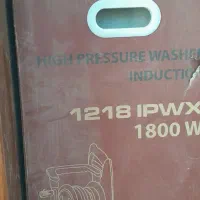 HIGH PRESSURE WASHER
INDUCTION
1218 IPWX
1800 W